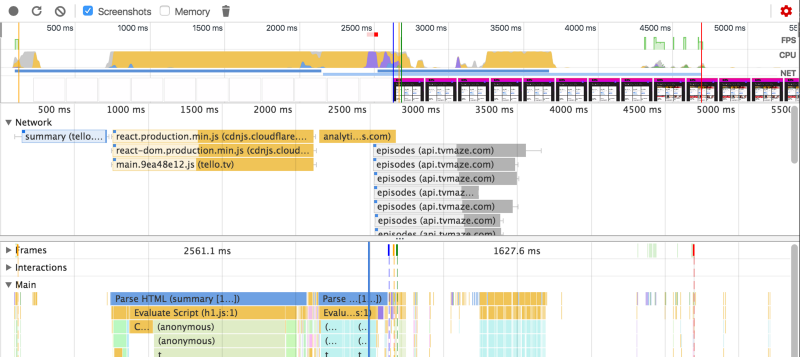 Screenshots Memory
500 ms 1000 ms 1500 ms 2000 ms 2500 ms 3000 ms 3500 ms 4000 ms 4500 ms 5000 ms 55
FPS
CPU
NET
500 ms 1000 ms 1500 ms 2000 ms 2500 ms 3000 ms 3500 ms 4000 ms 4500 ms 5000 ms 550
Network
summary (tello.... react.production.min.js (cdnjs.cloudflare.... analyti...s.com)
react-dom.production.min.js (cdnjs.cloud... episodes (api.tvmaze.com)
main.9ea48e12.js (tello.tv) episodes (api.tvmaze.com)
episodes (api.tvmaze.com)
episodes (api.tvmaz...
episodes (api.tvmaze.com)
episodes (api.tvmaze.com)
episodes (api.tvmaze.com)
Frames 2561.1 ms 1627.6 ms
Interactions
Main
Parse HTML (summary [1...]) Parse ...[1...])
Evaluate Script (h1.js:1) Evalu...s:1)
C... (anonymous) (... (...
(anonymous) (... (...
t t